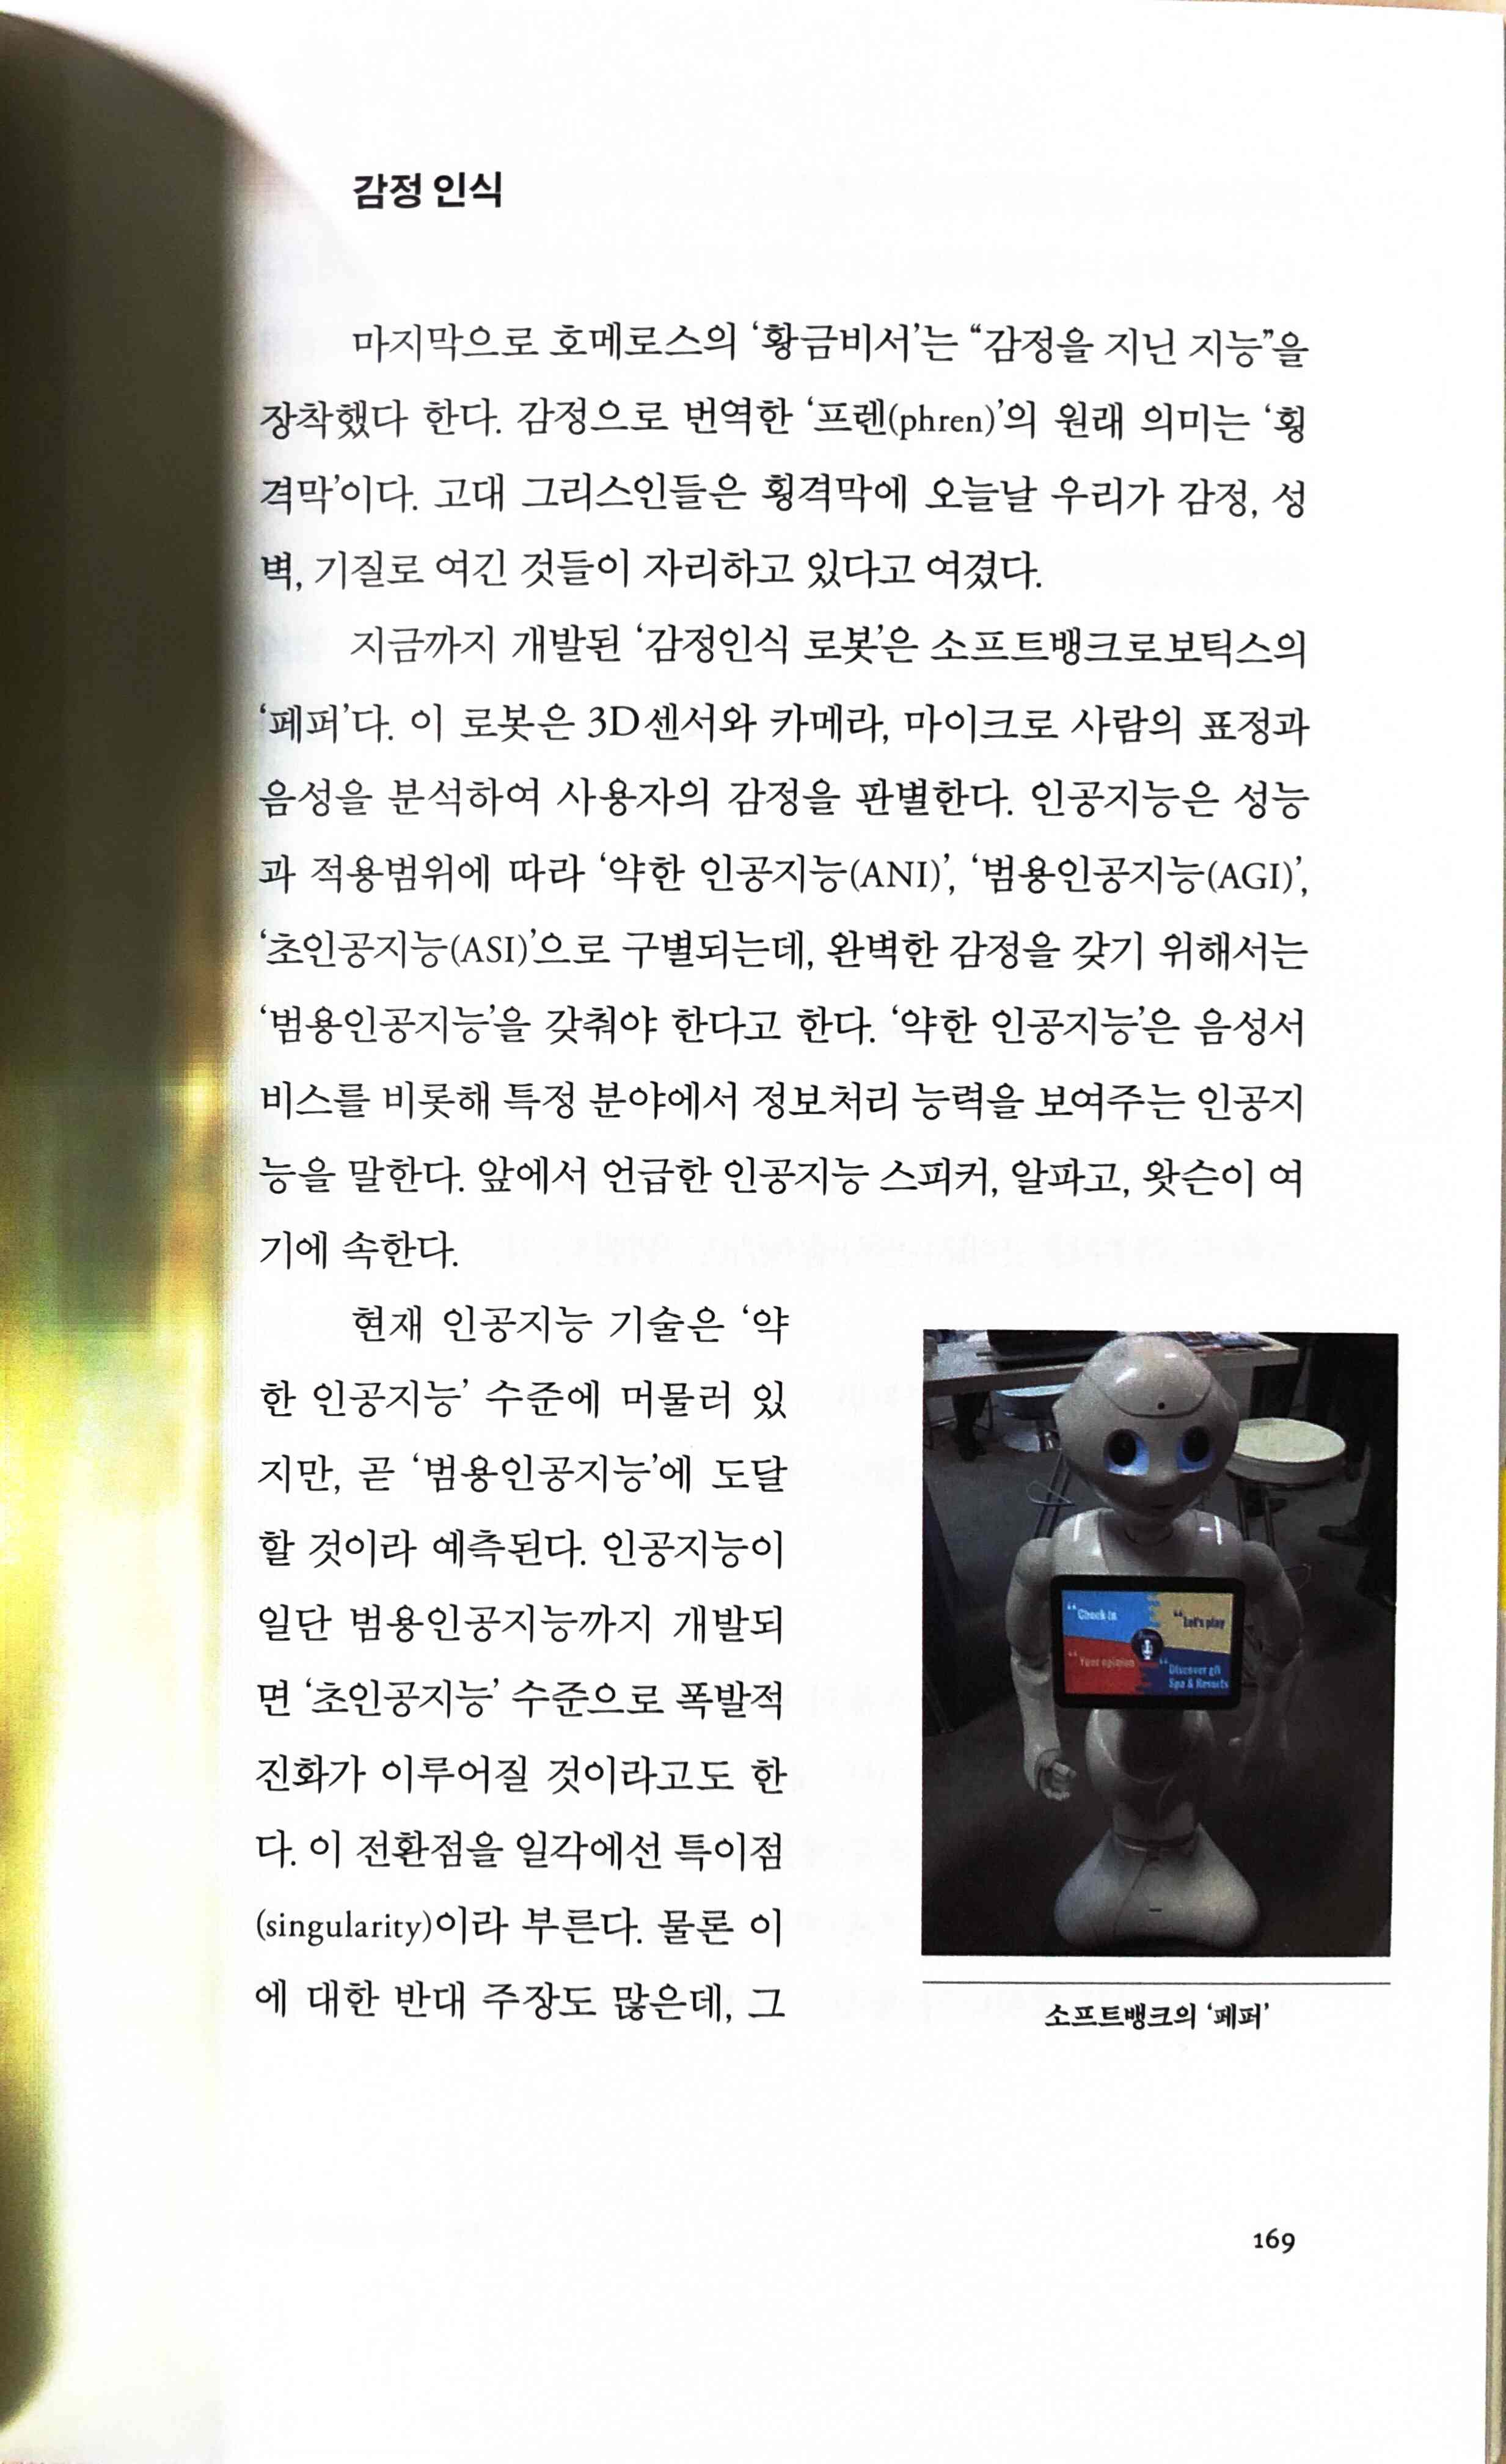 감정 인식
마지막으로 호메로스의 ‘황금비서’는 “감정을 지닌 지능”을
장착했다 한다. 감정으로 번역한 ‘프렌(phren)’의 원래 의미는 ‘횡
격막’이다. 고대 그리스인들은 횡격막에 오늘날 우리가 감정, 성
벽, 기질로 여긴 것들이 자리하고 있다고 여겼다.
지금까지 개발된 ‘감정인식 로봇’은 소프트뱅크로보틱스의
‘페퍼’다. 이 로봇은 3D센서와 카메라, 마이크로 사람의 표정과
음성을 분석하여 사용자의 감정을 판별한다. 인공지능은 성능
과 적용범위에 따라 ‘약한 인공지능(ANI)’, ‘범용인공지능(AGI)’,
‘초인공지능(ASI)’으로 구별되는데, 완벽한 감정을 갖기 위해서는
‘범용인공지능’을 갖춰야 한다고 한다. ‘약한 인공지능’은 음성서
비스를 비롯해 특정 분야에서 정보처리 능력을 보여주는 인공지
능을 말한다. 앞에서 언급한 인공지능 스피커, 알파고, 왓슨이 여
기에 속한다.
현재 인공지능 기술은 ‘약
한 인공지능’ 수준에 머물러 있
지만, 곧 ‘범용인공지능’에 도달
할 것이라 예측된다. 인공지능이
일단 범용인공지능까지 개발되
면 ‘초인공지능’ 수준으로 폭발적
진화가 이루어질 것이라고도 한
다. 이 전환점을 일각에선 특이점
(singularity)이라 부른다. 물론 이
에 대한 반대 주장도 많은데, 그
“Check in
“Let's play
“Your opinion
“Discover gli
Spa & Resorts
소프트뱅크의 ‘페퍼’
169